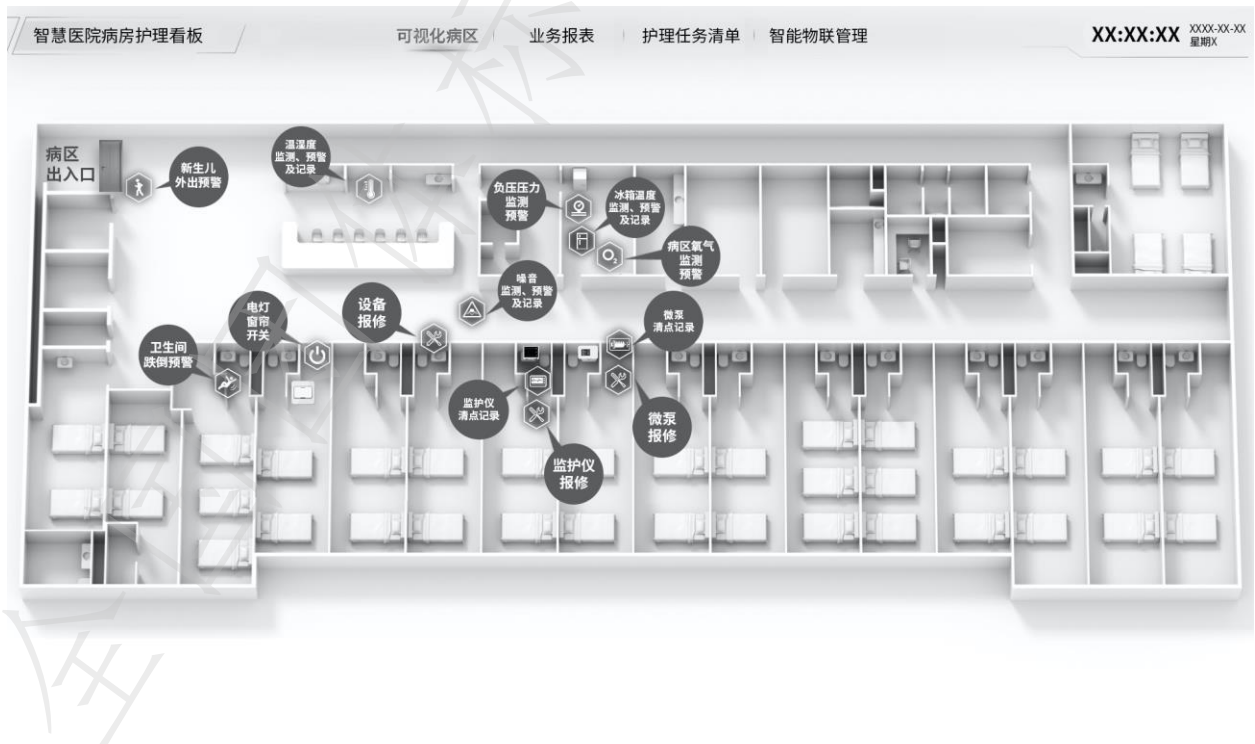 智慧医院病房护理看板
可视化病区
业务报表
护理任务清单
智能物联管理
XX:XX:XX
XXXX-XX-XX
星期X
病区
出入口
新生儿
外出预警
温湿度
监测、预警
及记录
负压压力
监测
预警
冰箱温度
监测、预警
及记录
O₂
病区氧气
监测
预警
噪音
监测、预警
及记录
设备
报修
电灯
窗帘
开关
卫生间
跌倒预警
微泵
清点记录
监护仪
清点记录
微泵
报修
监护仪
报修